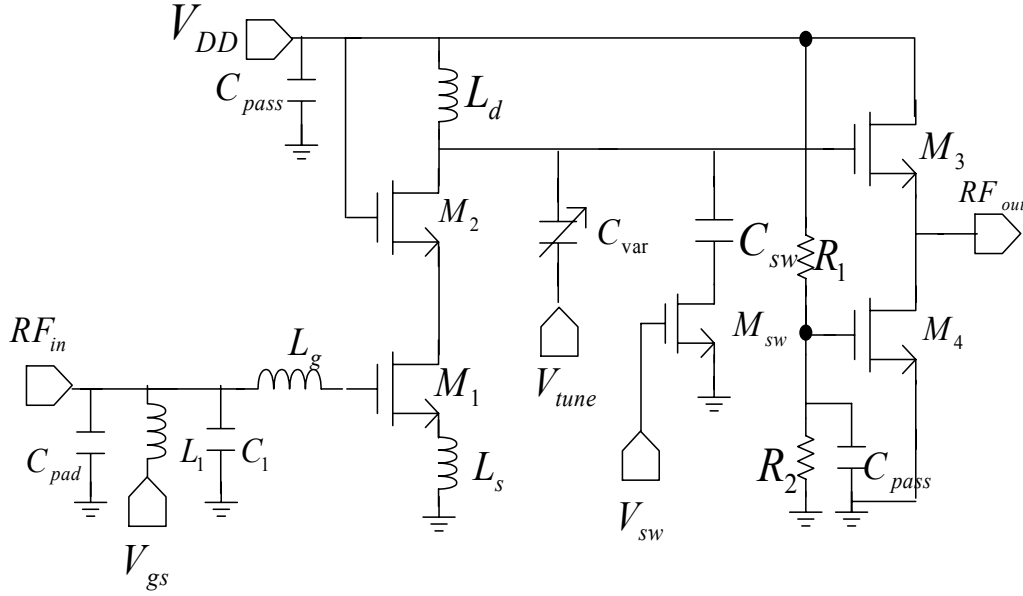 V_DD
C_pass
L_d
M_2
M_3
RF_out
C_var
C_sw
R_1
M_sw
M_4
RF_in
L_g
M_1
V_tune
C_pad
L_1
C_1
L_s
R_2
C_pass
V_sw
V_gs